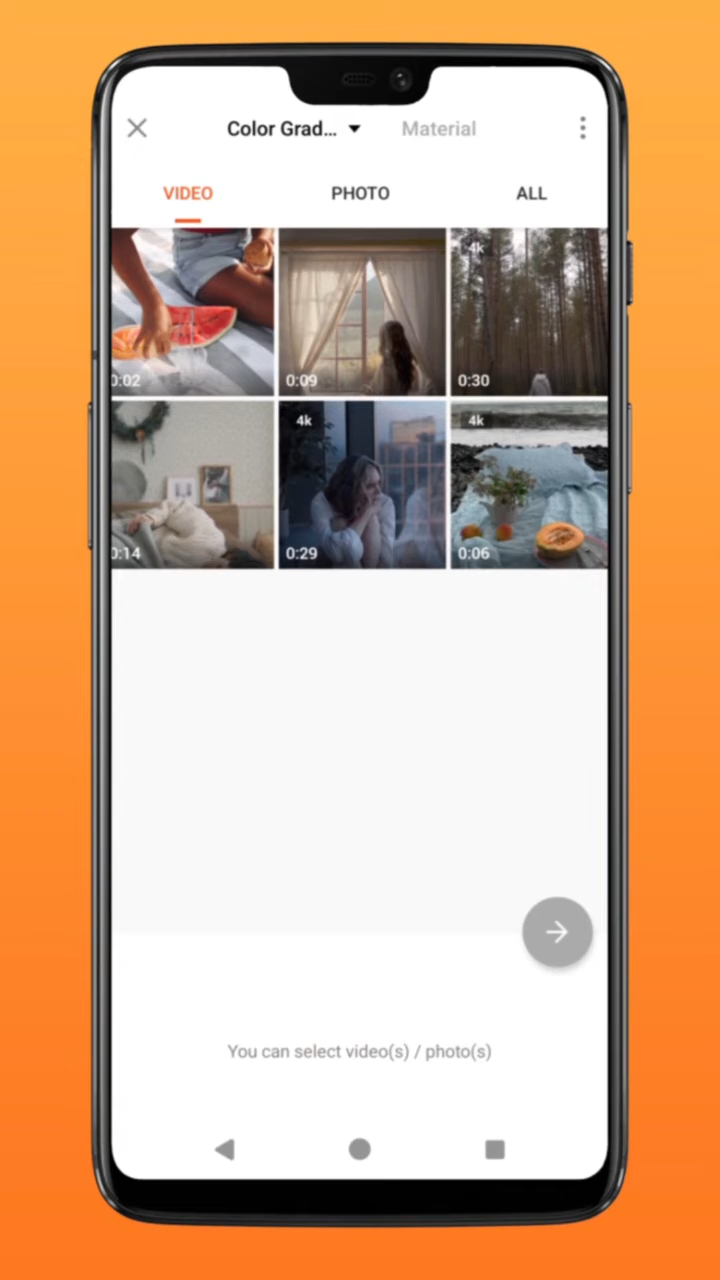 Color Grad... Material
VIDEO PHOTO ALL
4k
0:02 0:09 0:30
4k 4k
0:14 0:29 0:06
You can select video(s) / photo(s)